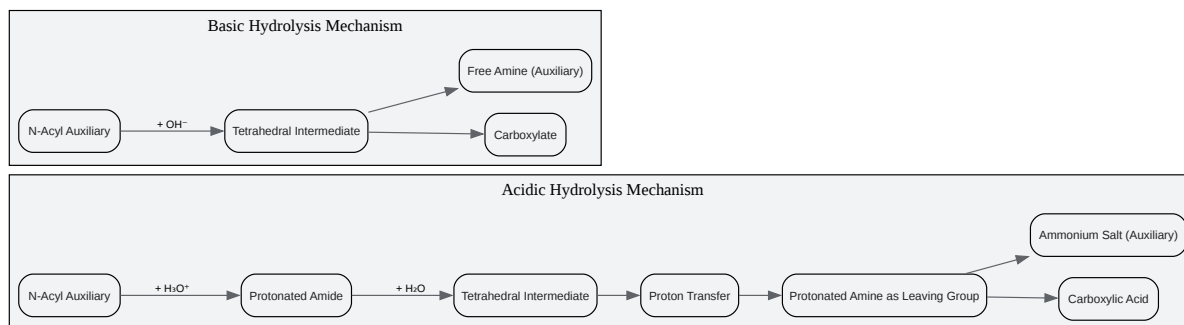 Basic Hydrolysis Mechanism
Free Amine (Auxiliary)
N-Acyl Auxiliary
+ OH⁻
Tetrahedral Intermediate
Carboxylate
Acidic Hydrolysis Mechanism
Ammonium Salt (Auxiliary)
N-Acyl Auxiliary
+ H₃O⁺
Protonated Amide
+ H₂O
Tetrahedral Intermediate
Proton Transfer
Protonated Amine as Leaving Group
Carboxylic Acid